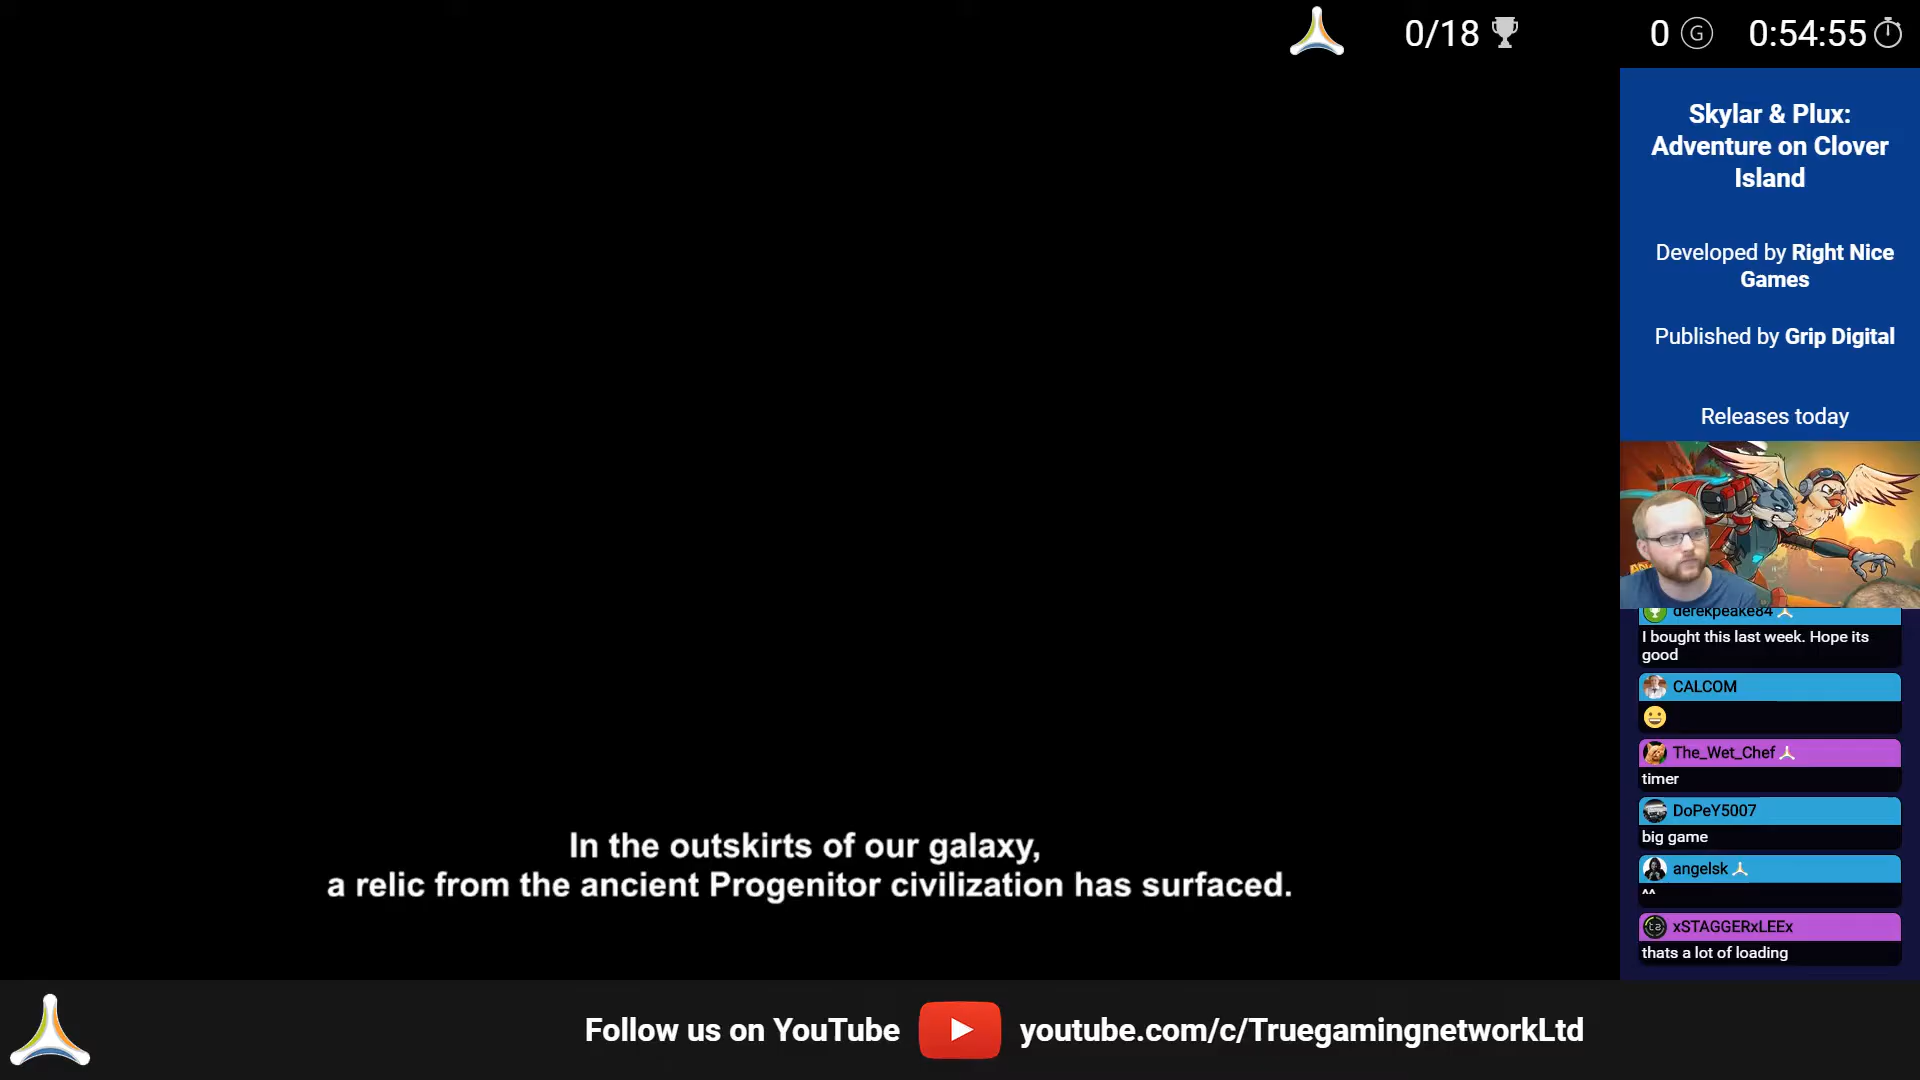 0/18
0 G
0:54:55
Skylar & Plux:
Adventure on Clover
Island
Developed by Right Nice
Games
Published by Grip Digital
Releases today
derekpeake84
I bought this last week. Hope its
good
CALCOM
The_Wet_Chef
timer
DoPeY5007
big game
angelsk
^^
xSTAGGERxLEEx
thats a lot of loading
In the outskirts of our galaxy,
a relic from the ancient Progenitor civilization has surfaced.
Follow us on YouTube
youtube.com/c/TruegamingnetworkLtd